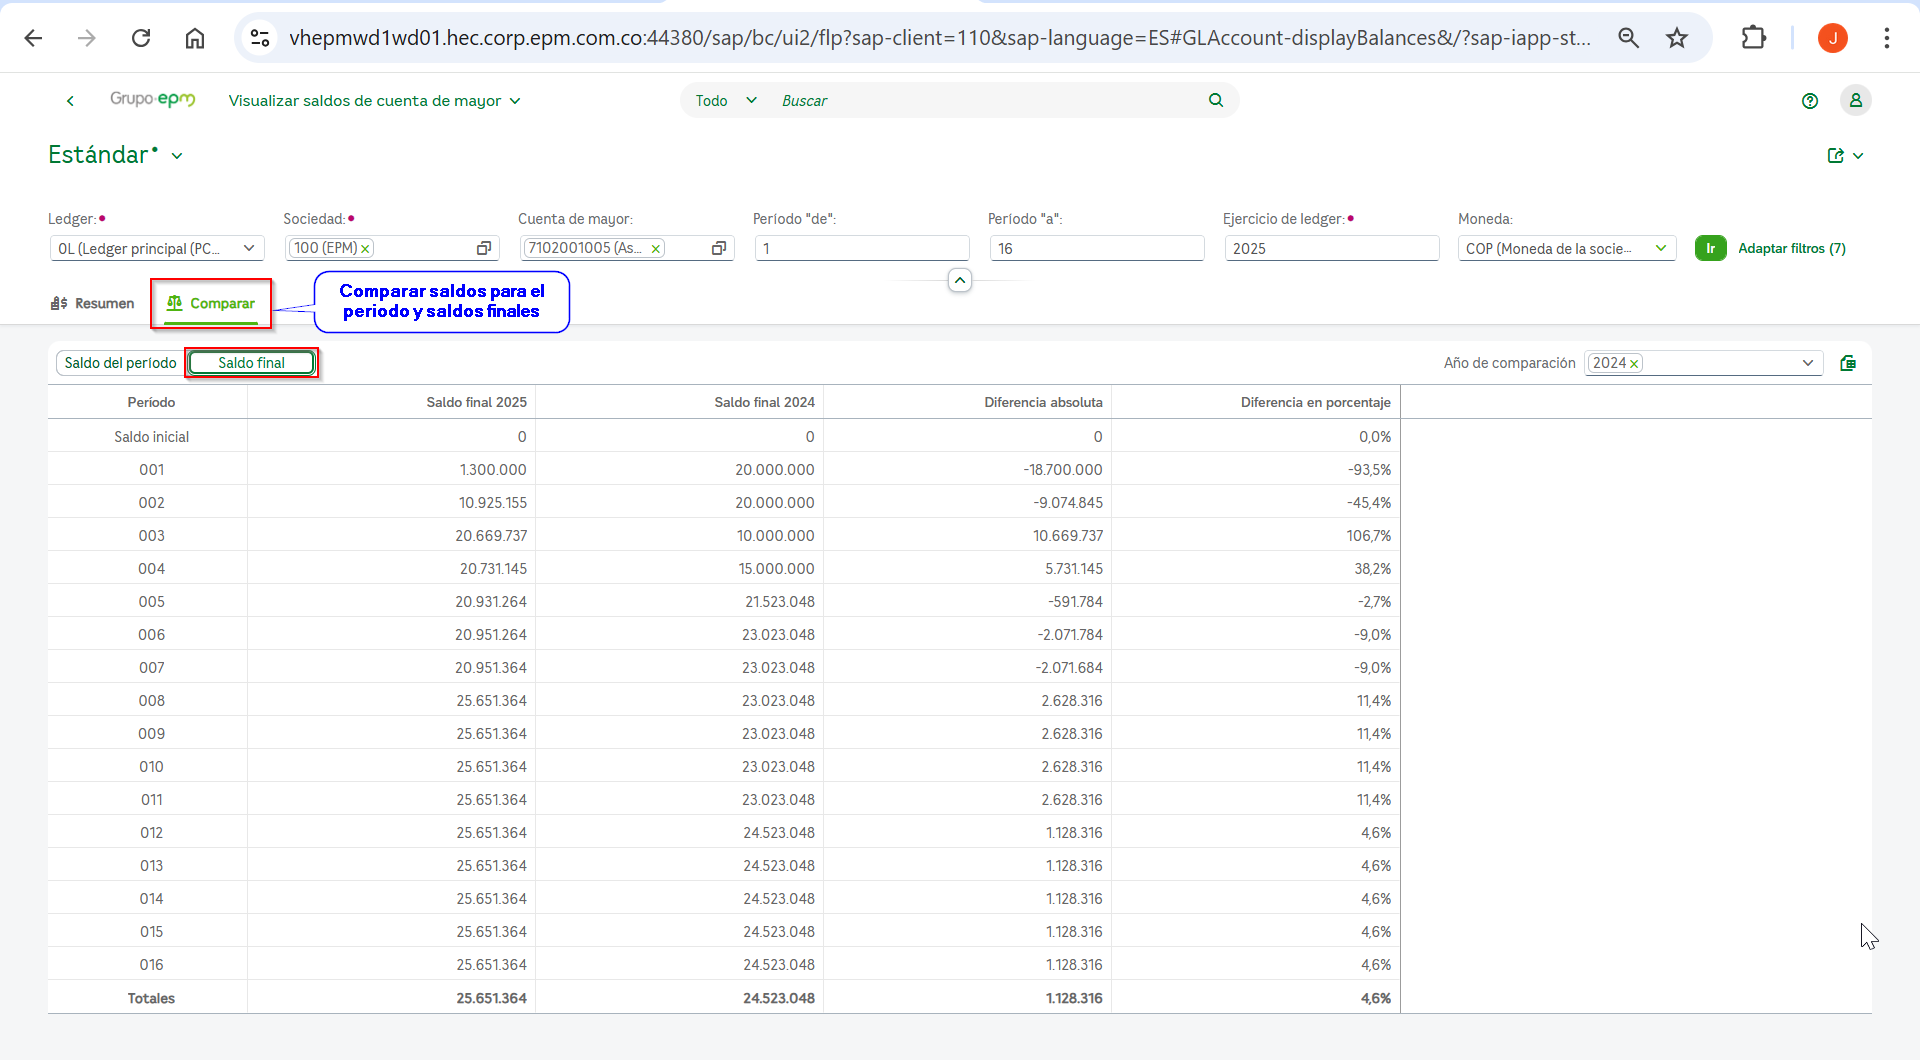 vhepmwd1wd01.hec.corp.epm.com.co:44380/sap/bc/ui2/flp?sap-client=110&sap-language=ES#GLAccount-displayBalances&/?sap-iapp-st...
J
Grupo·epm Visualizar saldos de cuenta de mayor Todo Buscar
Estándar*
Ledger: Sociedad: Cuenta de mayor: Período "de": Período "a": Ejercicio de ledger: Moneda:
0L (Ledger principal (PC... 100 (EPM) 7102001005 (As... 1 16 2025 COP (Moneda de la socie... Ir Adaptar filtros (7)
Resumen Comparar
Comparar saldos para el
periodo y saldos finales
Saldo del período Saldo final Año de comparación 2024
Período Saldo final 2025 Saldo final 2024 Diferencia absoluta Diferencia en porcentaje
Saldo inicial 0 0 0 0,0%
001 1.300.000 20.000.000 -18.700.000 -93,5%
002 10.925.155 20.000.000 -9.074.845 -45,4%
003 20.669.737 10.000.000 10.669.737 106,7%
004 20.731.145 15.000.000 5.731.145 38,2%
005 20.931.264 21.523.048 -591.784 -2,7%
006 20.951.264 23.023.048 -2.071.784 -9,0%
007 20.951.364 23.023.048 -2.071.684 -9,0%
008 25.651.364 23.023.048 2.628.316 11,4%
009 25.651.364 23.023.048 2.628.316 11,4%
010 25.651.364 23.023.048 2.628.316 11,4%
011 25.651.364 23.023.048 2.628.316 11,4%
012 25.651.364 24.523.048 1.128.316 4,6%
013 25.651.364 24.523.048 1.128.316 4,6%
014 25.651.364 24.523.048 1.128.316 4,6%
015 25.651.364 24.523.048 1.128.316 4,6%
016 25.651.364 24.523.048 1.128.316 4,6%
Totales 25.651.364 24.523.048 1.128.316 4,6%